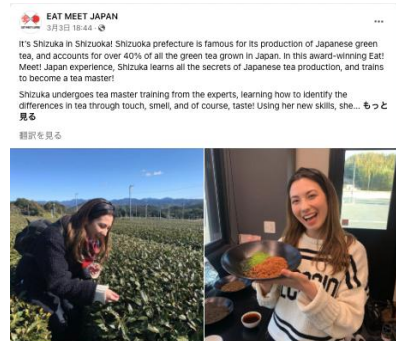 EAT MEET JAPAN
3月3日 18:44
It's Shizuka in Shizuoka! Shizuoka prefecture is famous for its production of Japanese green
tea, and accounts for over 40% of all the green tea grown in Japan. In this award-winning Eat!
Meet! Japan experience, Shizuka learns all the secrets of Japanese tea production, and trains
to become a tea master!
Shizuka undergoes tea master training from the experts, learning how to identify the
differences in tea through touch, smell, and of course, taste! Using her new skills, she... もっと
見る
翻訳を見る